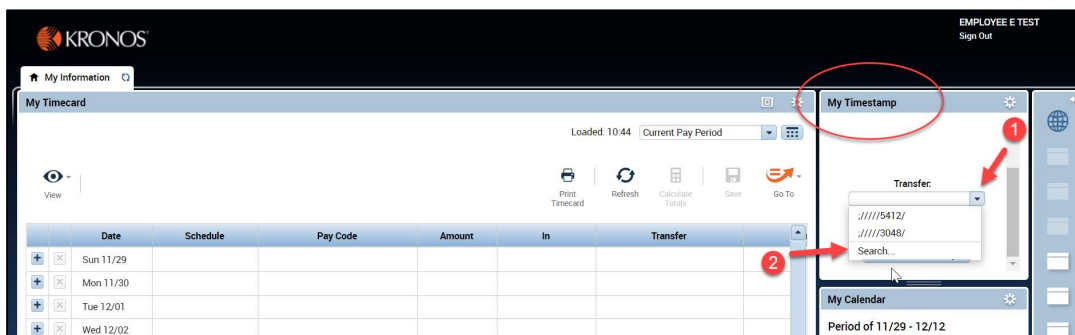 EMPLOYEE E TEST
KRONOS
Sign Out
My Information
My Timecard
My Timestamp
Loaded: 10:44 Current Pay Period
1
View
Print Timecard
Refresh
Calculate Totals
Save
Go To
Transfer:
;/////5412/
;/////3048/
Search...
2
Date Schedule Pay Code Amount In Transfer
Sun 11/29
Mon 11/30
Tue 12/01
Wed 12/02
My Calendar
Period of 11/29 - 12/12